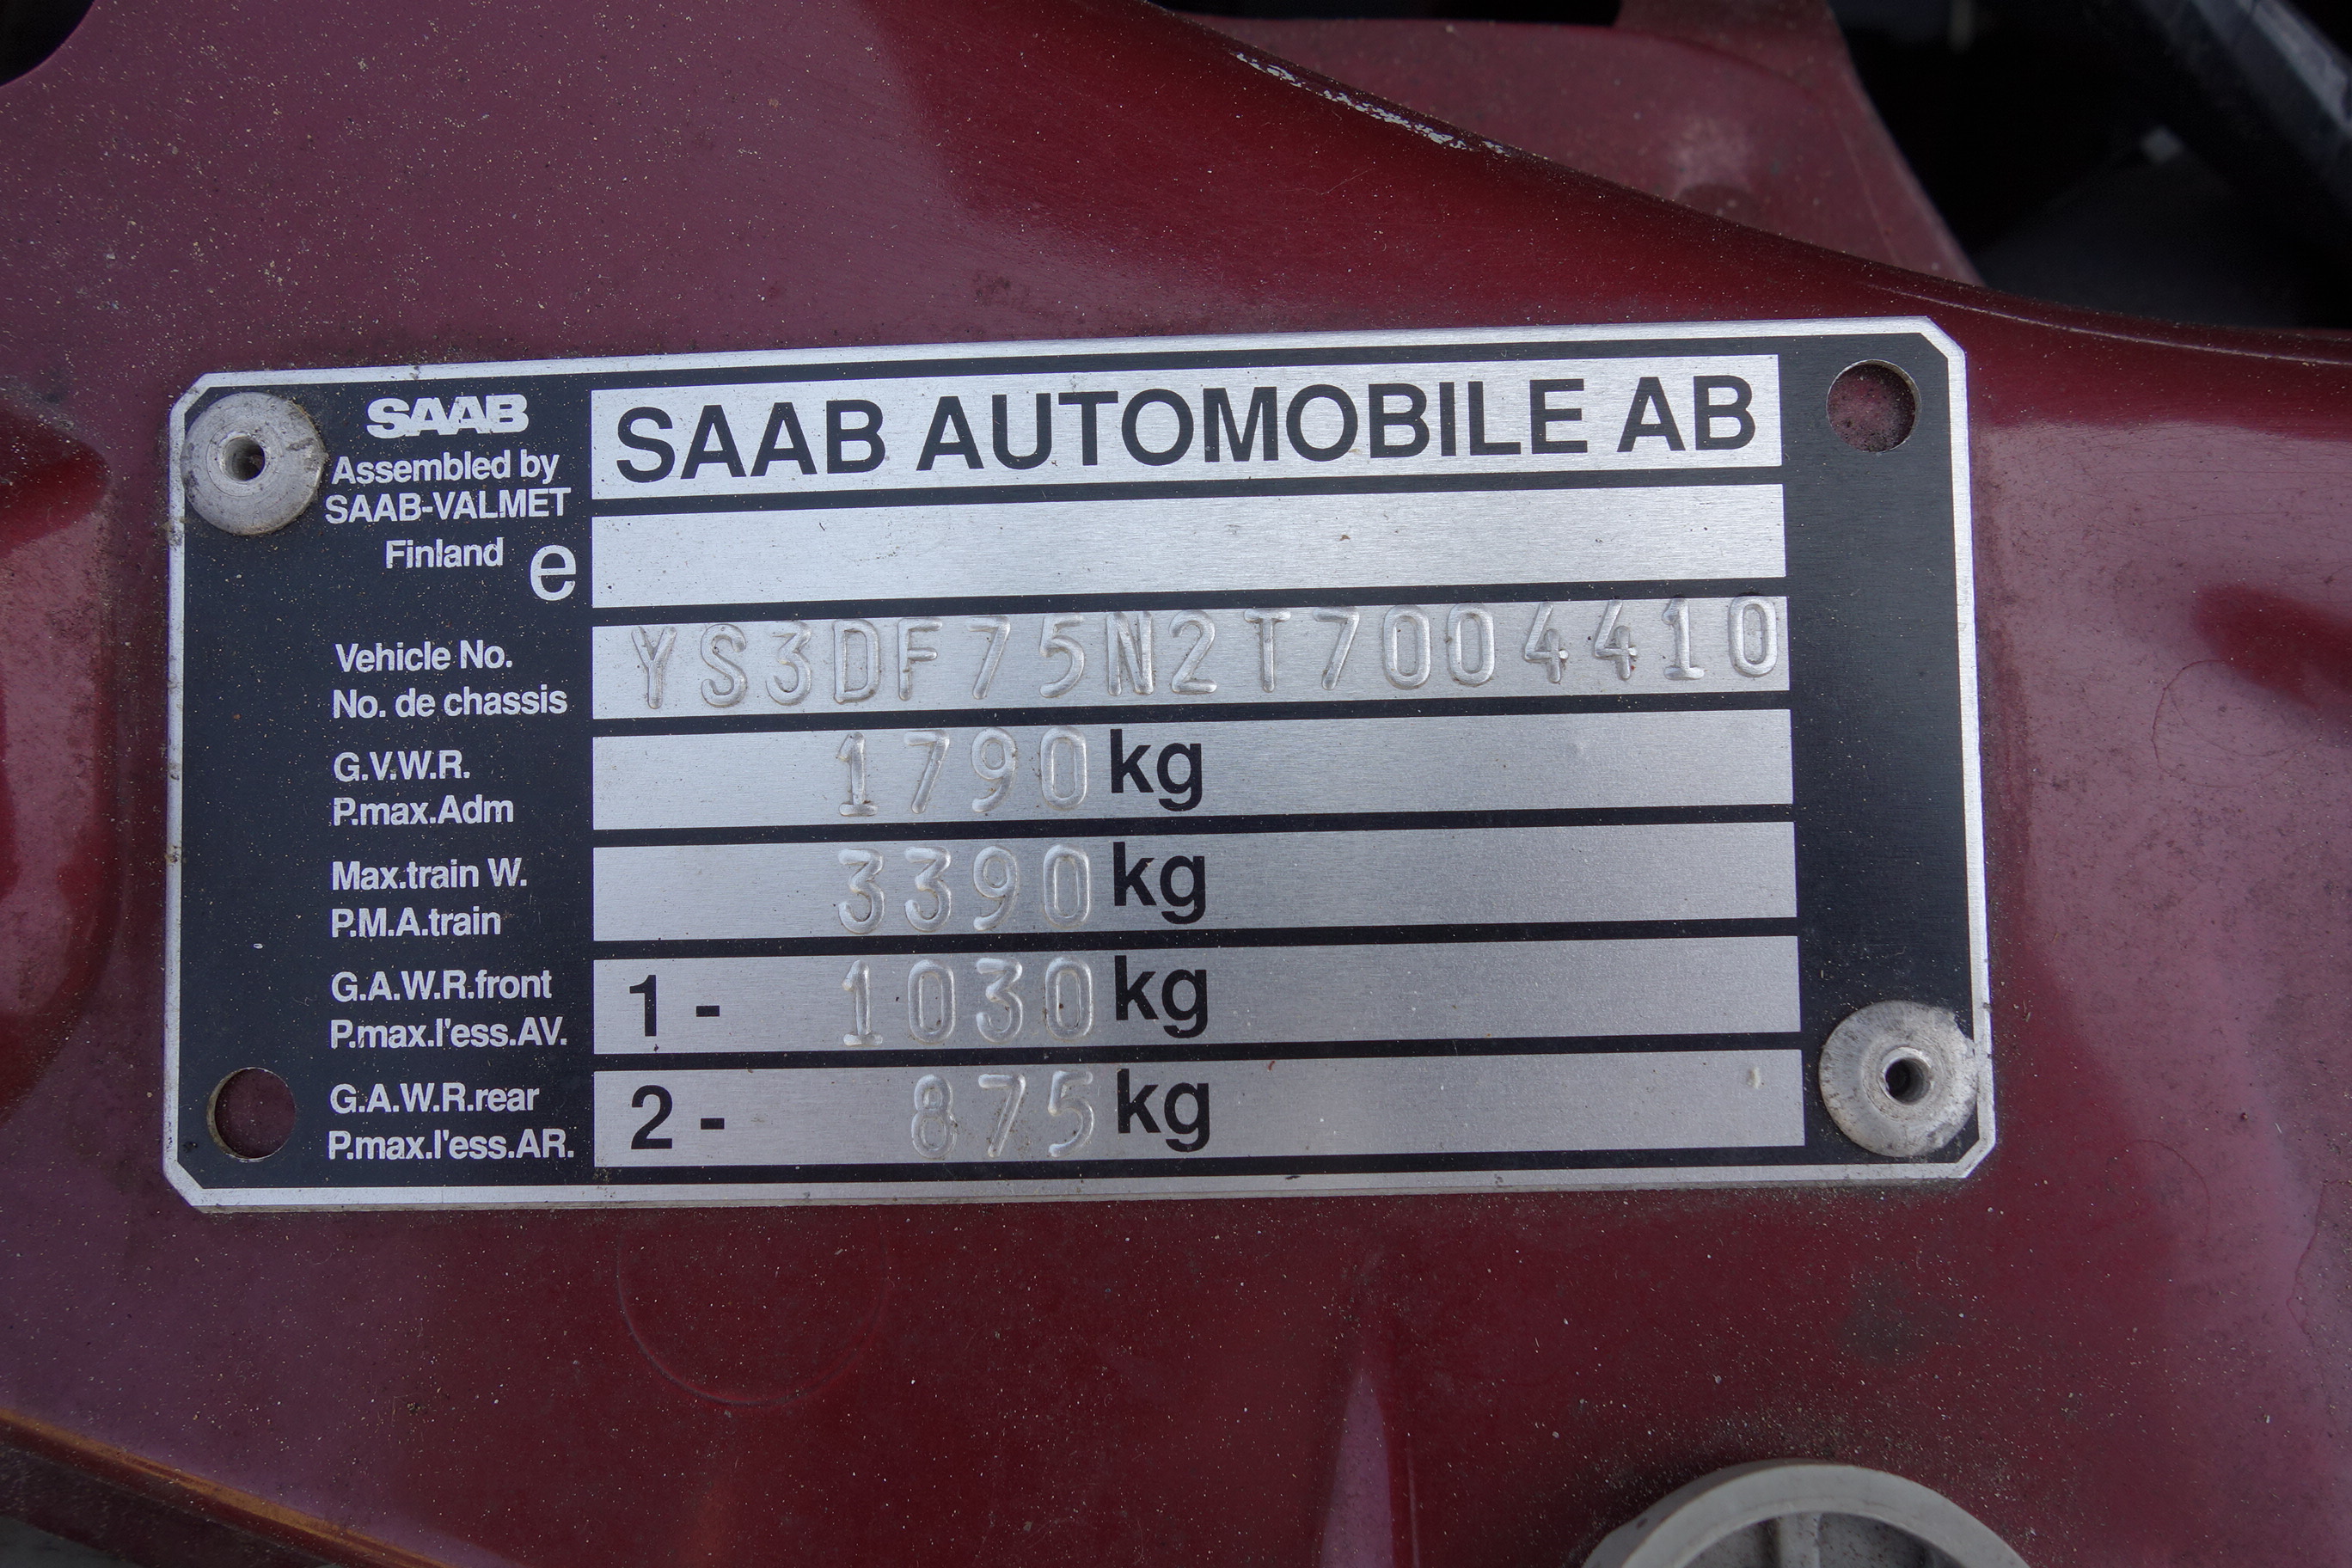 SAAB
Assembled by
SAAB-VALMET
Finland e
SAAB AUTOMOBILE AB
Vehicle No.
No. de chassis
YS3DF75N2T7004410
G.V.W.R.
P.max.Adm
1790 kg
Max.train W.
P.M.A.train
3390 kg
G.A.W.R.front
P.max.l'ess.AV.
1 - 1030 kg
G.A.W.R.rear
P.max.l'ess.AR.
2 - 875 kg